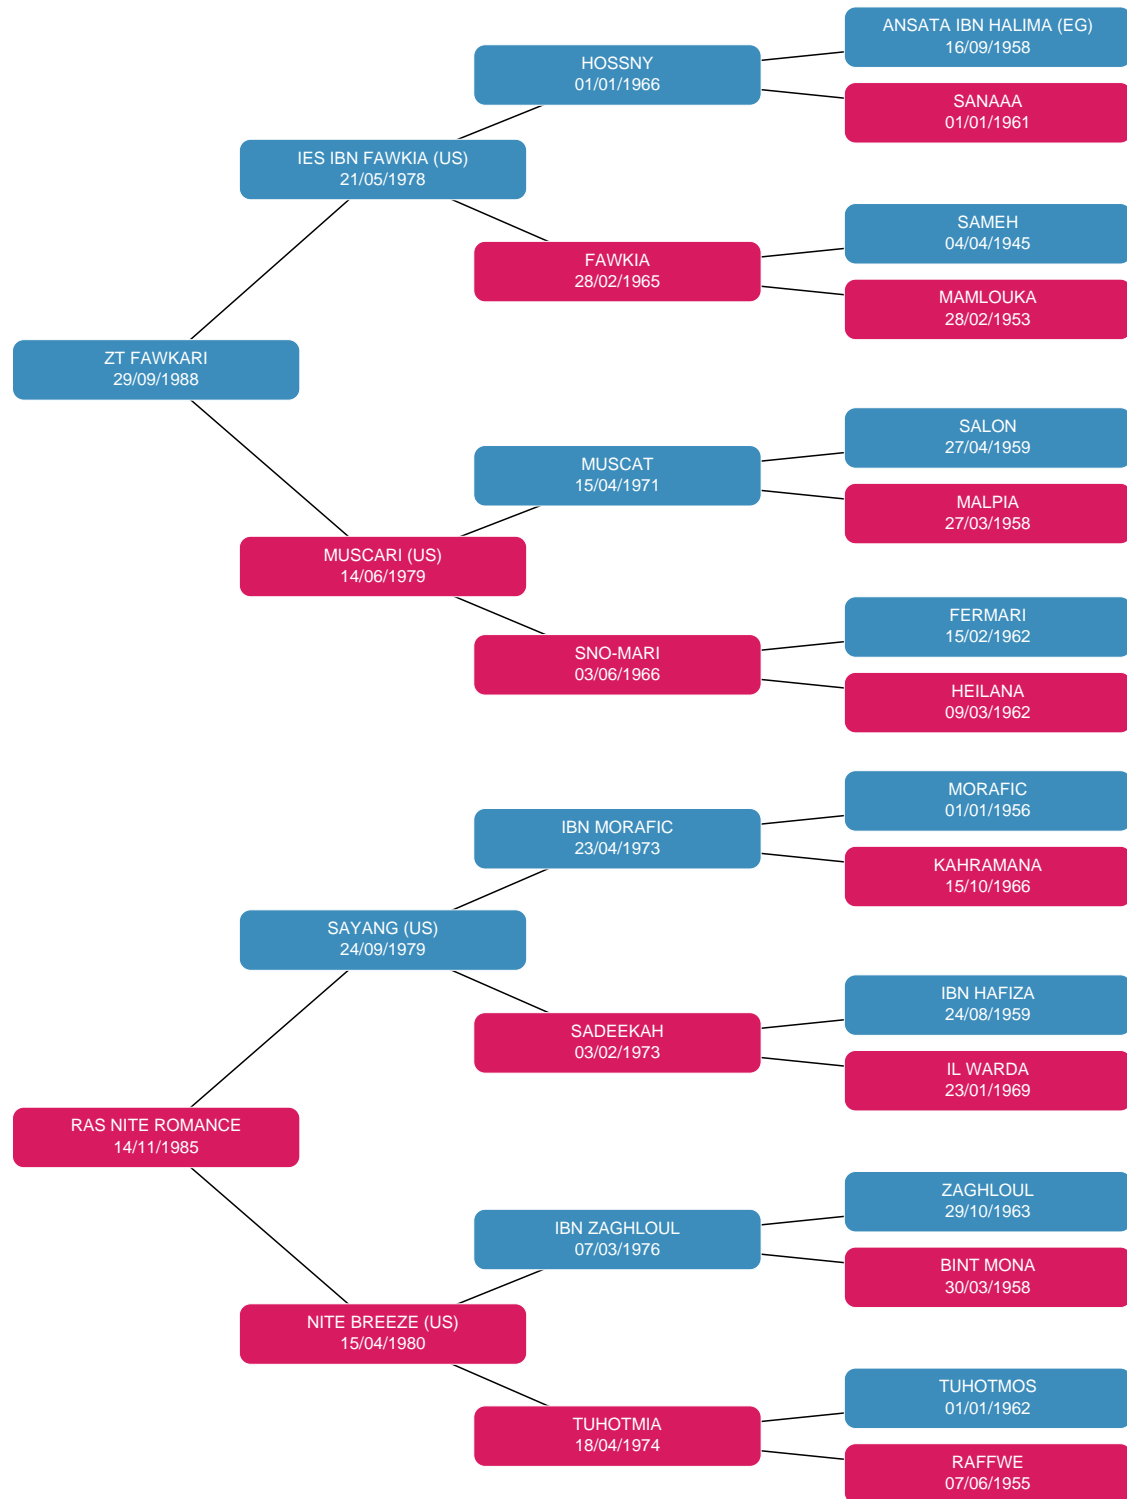 ANSATA IBN HALIMA (EG)
16/09/1958
HOSSNY
01/01/1966
SANAAA
01/01/1961
IES IBN FAWKIA (US)
21/05/1978
SAMEH
04/04/1945
FAWKIA
28/02/1965
MAMLOUKA
28/02/1953
ZT FAWKARI
29/09/1988
SALON
27/04/1959
MUSCAT
15/04/1971
MALPIA
27/03/1958
MUSCARI (US)
14/06/1979
FERMARI
15/02/1962
SNO-MARI
03/06/1966
HEILANA
09/03/1962
MORAFIC
01/01/1956
IBN MORAFIC
23/04/1973
KAHRAMANA
15/10/1966
SAYANG (US)
24/09/1979
IBN HAFIZA
24/08/1959
SADEEKAH
03/02/1973
IL WARDA
23/01/1969
RAS NITE ROMANCE
14/11/1985
ZAGHLOUL
29/10/1963
IBN ZAGHLOUL
07/03/1976
BINT MONA
30/03/1958
NITE BREEZE (US)
15/04/1980
TUHOTMOS
01/01/1962
TUHOTMIA
18/04/1974
RAFFWE
07/06/1955